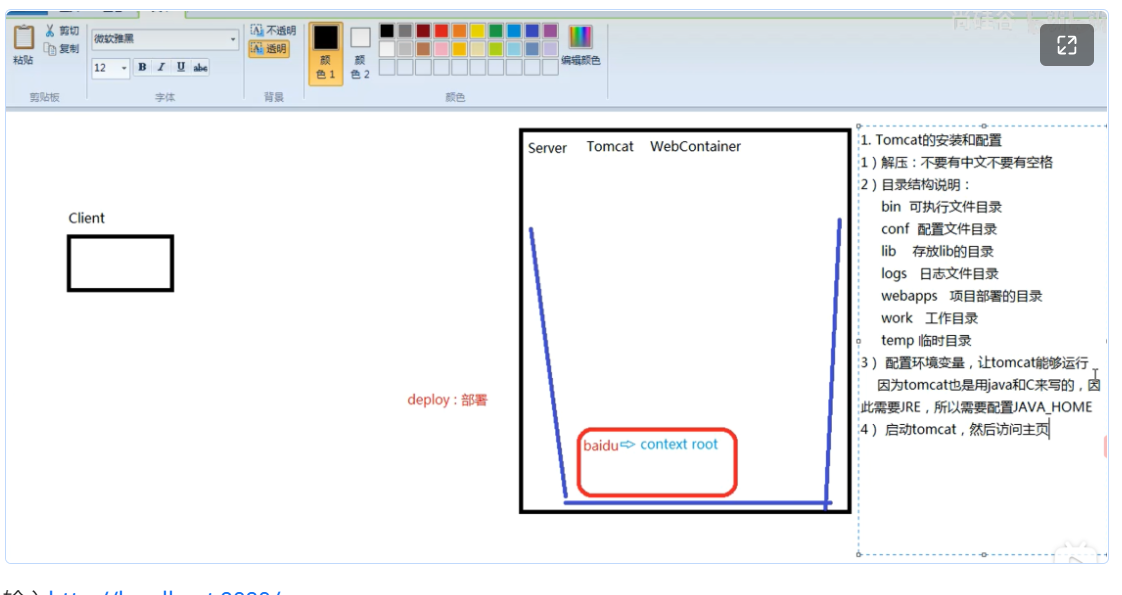 剪切
复制
粘贴
剪贴板
微软雅黑
12
B I U abc
字体
不透明
透明
背景
颜
色 1
颜
色 2
编辑颜色
颜色
Client
Server Tomcat WebContainer
deploy : 部署
baidu⇨ context root
1. Tomcat的安装和配置
1）解压：不要有中文不要有空格
2）目录结构说明：
bin 可执行文件目录
conf 配置文件目录
lib 存放lib的目录
logs 日志文件目录
webapps 项目部署的目录
work 工作目录
temp 临时目录
3） 配置环境变量，让tomcat能够运行
因为tomcat也是用java和C来写的，因
此需要JRE，所以需要配置JAVA_HOME
4） 启动tomcat，然后访问主页